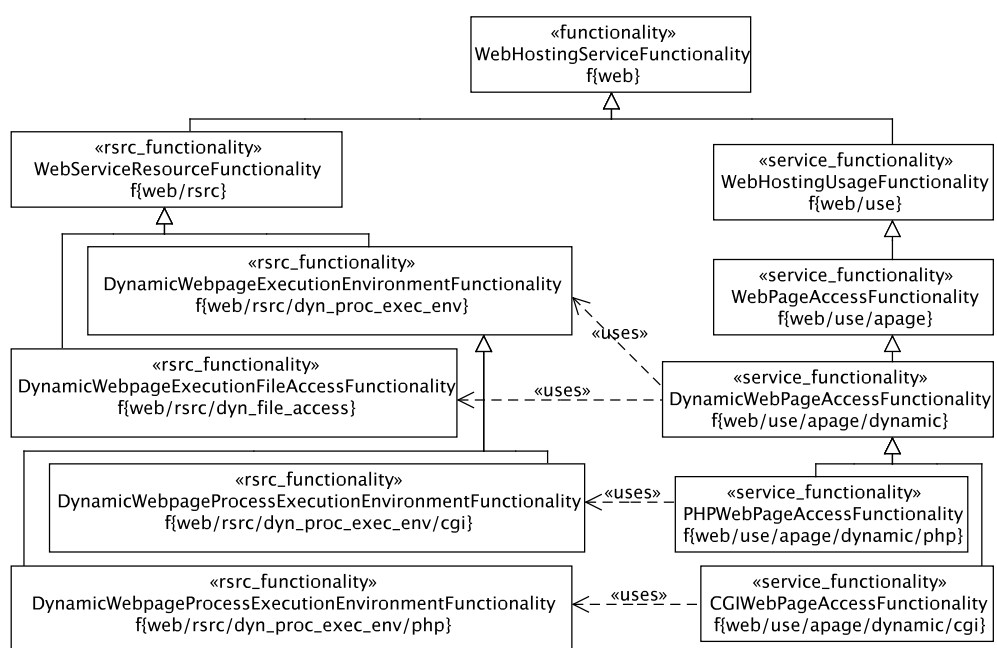 «functionality»
WebHostingServiceFunctionality
f{web}
«rsrc_functionality»
WebServiceResourceFunctionality
f{web/rsrc}
«service_functionality»
WebHostingUsageFunctionality
f{web/use}
«rsrc_functionality»
DynamicWebpageExecutionEnvironmentFunctionality
f{web/rsrc/dyn_proc_exec_env}
«service_functionality»
WebPageAccessFunctionality
f{web/use/apage}
«uses»
«rsrc_functionality»
DynamicWebpageExecutionFileAccessFunctionality
f{web/rsrc/dyn_file_access}
«uses»
«service_functionality»
DynamicWebPageAccessFunctionality
f{web/use/apage/dynamic}
«rsrc_functionality»
DynamicWebpageProcessExecutionEnvironmentFunctionality
f{web/rsrc/dyn_proc_exec_env/cgi}
«uses»
«service_functionality»
PHPWebPageAccessFunctionality
f{web/use/apage/dynamic/php}
«rsrc_functionality»
DynamicWebpageProcessExecutionEnvironmentFunctionality
f{web/rsrc/dyn_proc_exec_env/php}
«uses»
«service_functionality»
CGIWebPageAccessFunctionality
f{web/use/apage/dynamic/cgi}